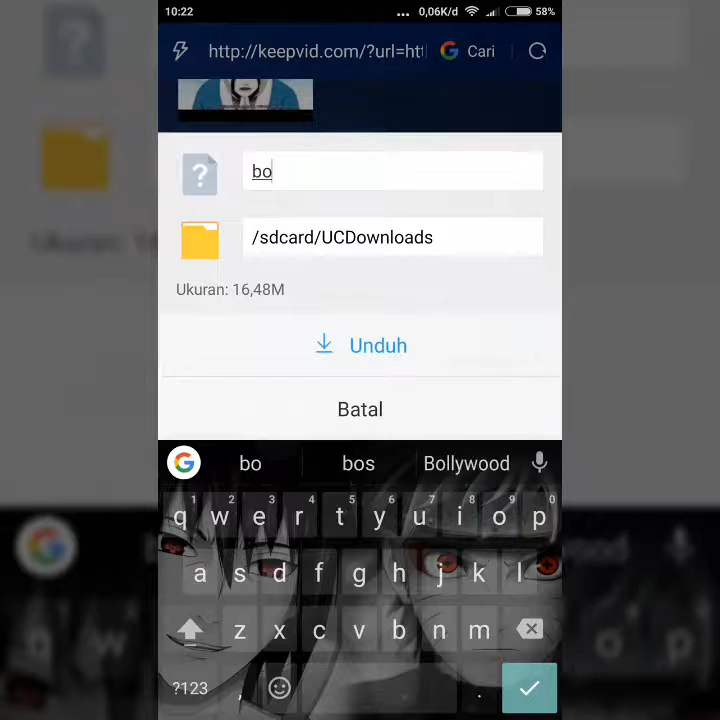 10:22 ... 0,06K/d 58%
http://keepvid.com/?url=htt Cari
bo
/sdcard/UCDownloads
Ukuran: 16,48M
Unduh
Batal
bo bos Bollywood
1 2 3 4 5 6 7 8 9 0
q w e r t y u i o p
a s d f g h j k l
z x c v b n m
?123 , .